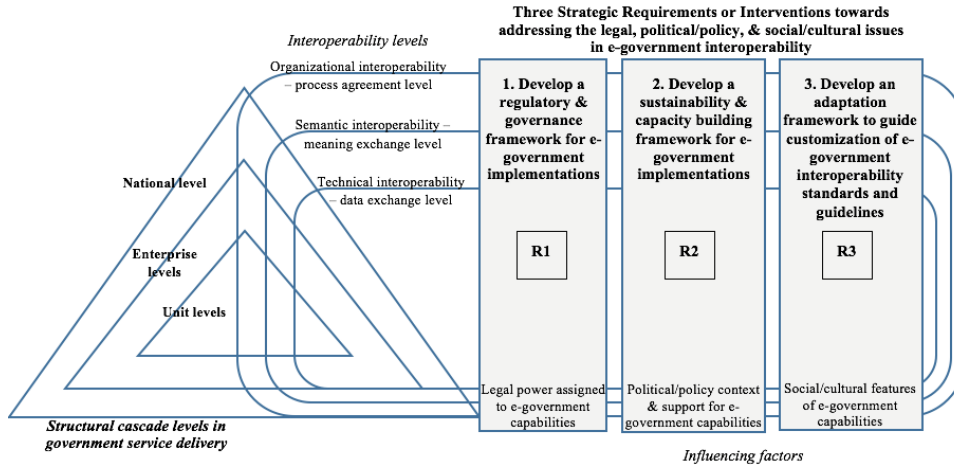 Three Strategic Requirements or Interventions towards
addressing the legal, political/policy, & social/cultural issues
in e-government interoperability
Interoperability levels
Organizational interoperability
– process agreement level
Semantic interoperability –
meaning exchange level
Technical interoperability
– data exchange level
National level
Enterprise
levels
Unit levels
Structural cascade levels in
government service delivery
1. Develop a
regulatory &
governance
framework for e-
government
implementations
R1
Legal power assigned
to e-government
capabilities
2. Develop a
sustainability &
capacity building
framework for e-
government
implementations
R2
Political/policy context
& support for e-
government capabilities
3. Develop an
adaptation
framework to guide
customization of e-
government
interoperability
standards and
guidelines
R3
Social/cultural features
of e-government
capabilities
Influencing factors